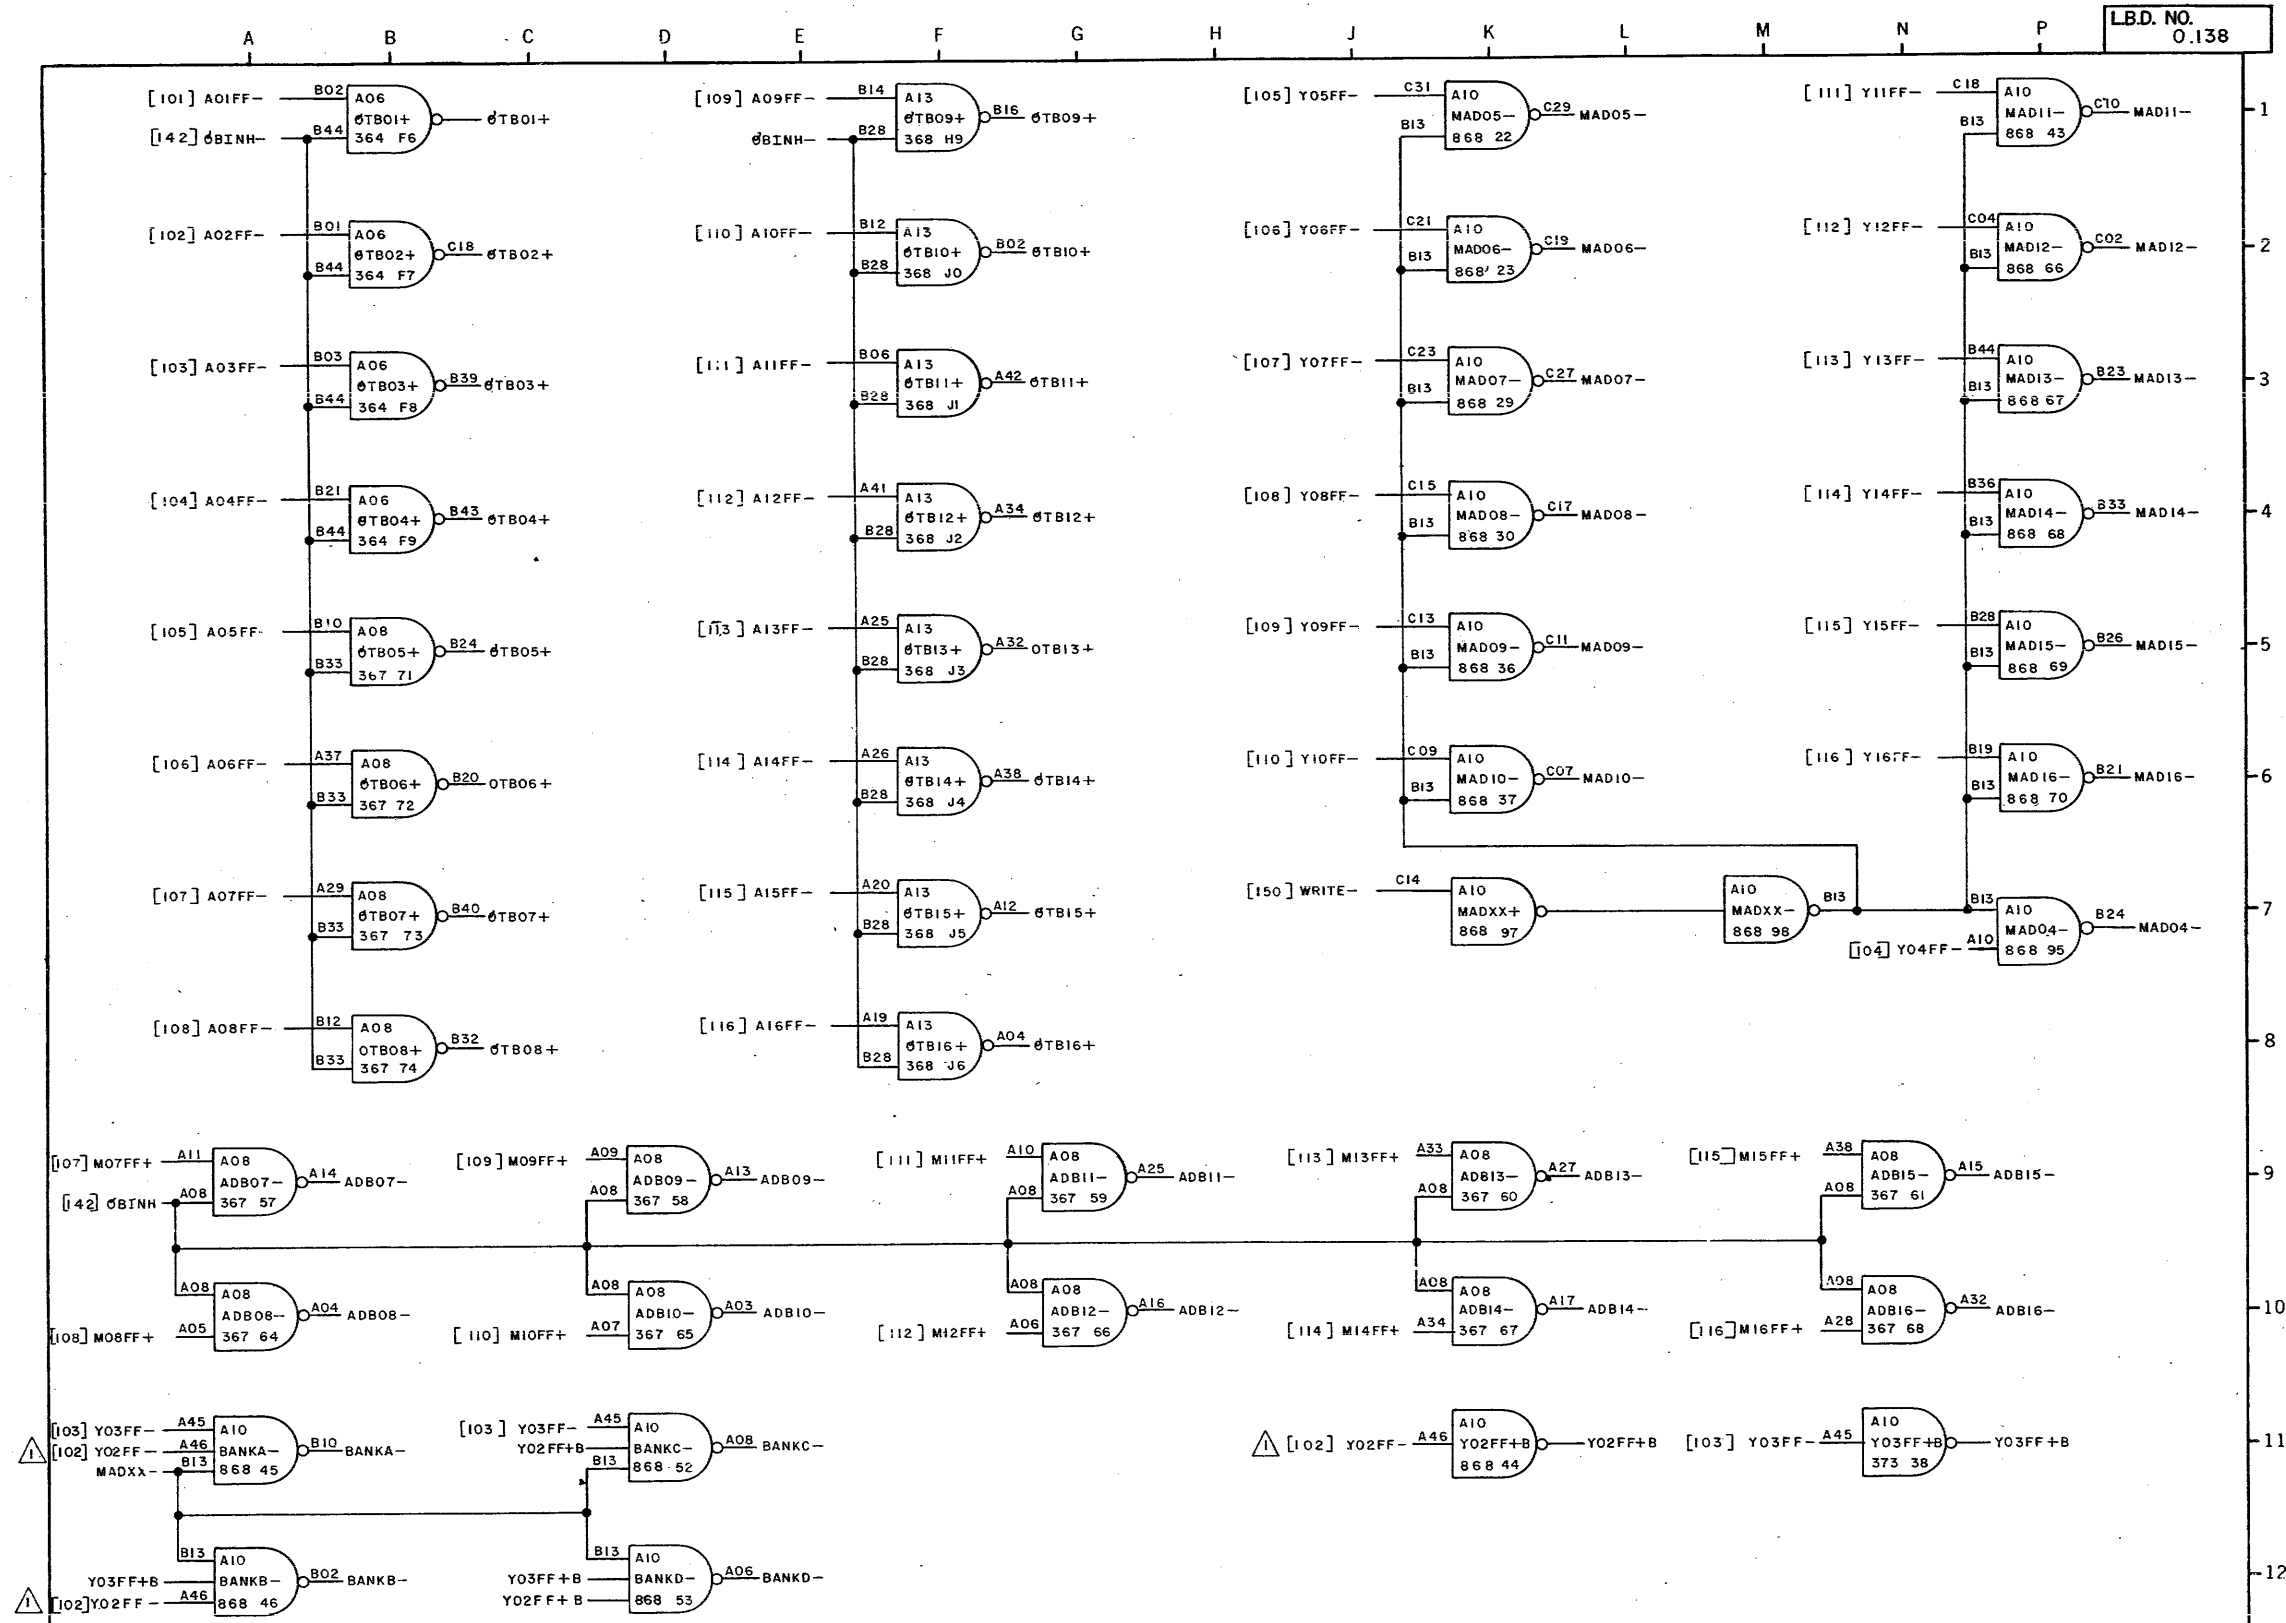 L.B.D. NO.
0.138
A B C D E F G H J K L M N P
[101] A01FF- B02 A06
ØTB01+ ØTB01+
[142] ØBINH- B44 364 F6
[109] A09FF- B14 A13
ØTB09+ B16 ØTB09+
ØBINH- B28 368 H9
[105] Y05FF- C31 A10
MAD05- C29 MAD05-
B13 868 22
[111] Y11FF- C18 A10
MAD11- C10 MAD11-
B13 868 43
1
[102] A02FF- B01 A06
ØTB02+ C18 ØTB02+
B44 364 F7
[110] A10FF- B12 A13
ØTB10+ B02 ØTB10+
B28 368 J0
[106] Y06FF- C21 A10
MAD06- C19 MAD06-
B13 868 23
[112] Y12FF- C04 A10
MAD12- C02 MAD12-
B13 868 66
2
[103] A03FF- B03 A06
ØTB03+ B39 ØTB03+
B44 364 F8
[111] A11FF- B06 A13
ØTB11+ A42 ØTB11+
B28 368 J1
[107] Y07FF- C23 A10
MAD07- C27 MAD07-
B13 868 29
[113] Y13FF- B44 A10
MAD13- B23 MAD13-
B13 868 67
3
[104] A04FF- B21 A06
ØTB04+ B43 ØTB04+
B44 364 F9
[112] A12FF- A41 A13
ØTB12+ A34 ØTB12+
B28 368 J2
[108] Y08FF- C15 A10
MAD08- C17 MAD08-
B13 868 30
[114] Y14FF- B36 A10
MAD14- B33 MAD14-
B13 868 68
4
[105] A05FF- B10 A08
ØTB05+ B24 ØTB05+
B33 367 71
[113] A13FF- A25 A13
ØTB13+ A32 OTB13+
B28 368 J3
[109] Y09FF- C13 A10
MAD09- C11 MAD09-
B13 868 36
[115] Y15FF- B28 A10
MAD15- B26 MAD15-
B13 868 69
5
[106] A06FF- A37 A08
ØTB06+ B20 OTB06+
B33 367 72
[114] A14FF- A26 A13
ØTB14+ A38 ØTB14+
B28 368 J4
[110] Y10FF- C09 A10
MAD10- C07 MAD10-
B13 868 37
[116] Y16FF- B19 A10
MAD16- B21 MAD16-
B13 868 70
6
[107] A07FF- A29 A08
ØTB07+ B40 ØTB07+
B33 367 73
[115] A15FF- A20 A13
ØTB15+ A12 ØTB15+
B28 368 J5
[150] WRITE- C14 A10
MADXX+
868 97
A10
MADXX- B13
868 98
B13 A10
MAD04- B24 MAD04-
[104] Y04FF- A10 868 95
7
[108] A08FF- B12 A08
OTB08+ B32 ØTB08+
B33 367 74
[116] A16FF- A19 A13
ØTB16+ A04 ØTB16+
B28 368 J6
8
[107] M07FF+ A11 A08
ADB07- A14 ADB07-
[142] ØBINH A08 367 57
[109] M09FF+ A09 A08
ADB09- A13 ADB09-
A08 367 58
[111] M11FF+ A10 A08
ADB11- A25 ADB11-
A08 367 59
[113] M13FF+ A33 A08
ADB13- A27 ADB13-
A08 367 60
[115] M15FF+ A38 A08
ADB15- A15 ADB15-
A08 367 61
9
A08 A08
ADB08- A04 ADB08-
[108] M08FF+ A05 367 64
A08 A08
ADB10- A03 ADB10-
[110] M10FF+ A07 367 65
A08 A08
ADB12- A16 ADB12-
[112] M12FF+ A06 367 66
A08 A08
ADB14- A17 ADB14-
[114] M14FF+ A34 367 67
A08 A08
ADB16- A32 ADB16-
[116] M16FF+ A28 367 68
10
[103] Y03FF- A45 A10
1 [102] Y02FF- A46 BANKA- B10 BANKA-
MADXX- B13 868 45
[103] Y03FF- A45 A10
Y02FF+B BANKC- A08 BANKC-
B13 868 52
A10
1 [102] Y02FF- A46 Y02FF+B Y02FF+B
868 44
A10
[103] Y03FF- A45 Y03FF+B Y03FF+B
373 38
11
B13 A10
Y03FF+B BANKB- B02 BANKB-
1 [102] Y02FF- A46 868 46
B13 A10
Y03FF+B BANKD- A06 BANKD-
Y02FF+B 868 53
12